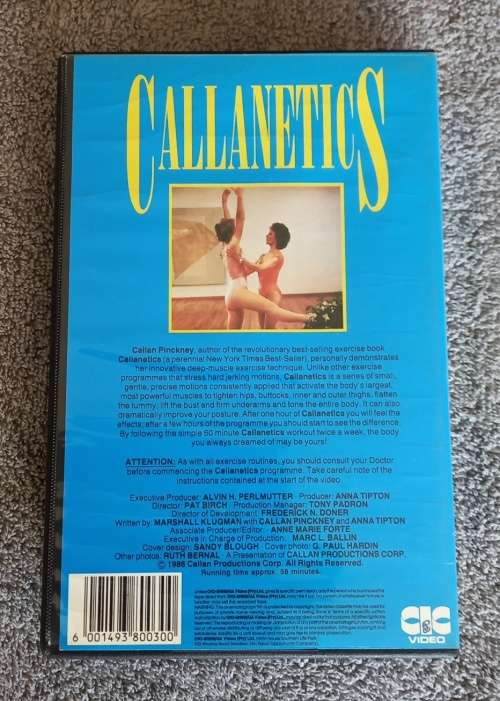 CALLANETICS
Callan Pinckney, author of the revolutionary best-selling exercise book
Callanetics (a perennial New York Times Best Seller), personally demonstrates
her innovative deep-muscle exercise technique. Unlike other exercise
programmes that stress hard jerking motions, Callanetics is a series of small,
gentle, precise motions consistently applied that activate the body's largest,
most powerful muscles to tighten hips, buttocks, inner and outer thighs, flatten
the tummy, lift the bust and firm underarms and tone the entire body. It can also
dramatically improve your posture. After one hour of Callanetics you will feel the
effects; after a few hours of the programme you should start to see the difference.
By following the simple 60 minute Callanetics workout twice a week, the body
you always dreamed of may be yours!
ATTENTION: As with all exercise routines, you should consult your Doctor
before commencing the Callanetics programme. Take careful note of the
instructions contained at the start of the video
Executive Producer: ALVIN H. PERLMUTTER Producer: ANNA TIPTON
Director: PAT BIRCH Production Manager: TONY PADRON
Director of Development: FREDERICK N. DONER
Written by: MARSHALL KLUGMAN with CALLAN PINCKNEY and ANNA TIPTON
Associate Producer/Editor: ANNE MARIE FORTE
Executive in Charge of Production: MARC L. BALLIN
Cover design: SANDY BLOUGH Cover photo: G. PAUL HARDIN
Other photos: RUTH BERNAL A Presentation of CALLAN PRODUCTIONS CORP.
© 1986 Callan Productions Corp. All Rights Reserved.
Running time approx. 58 minutes.
6 001493 800300
CIC
&
VIDEO